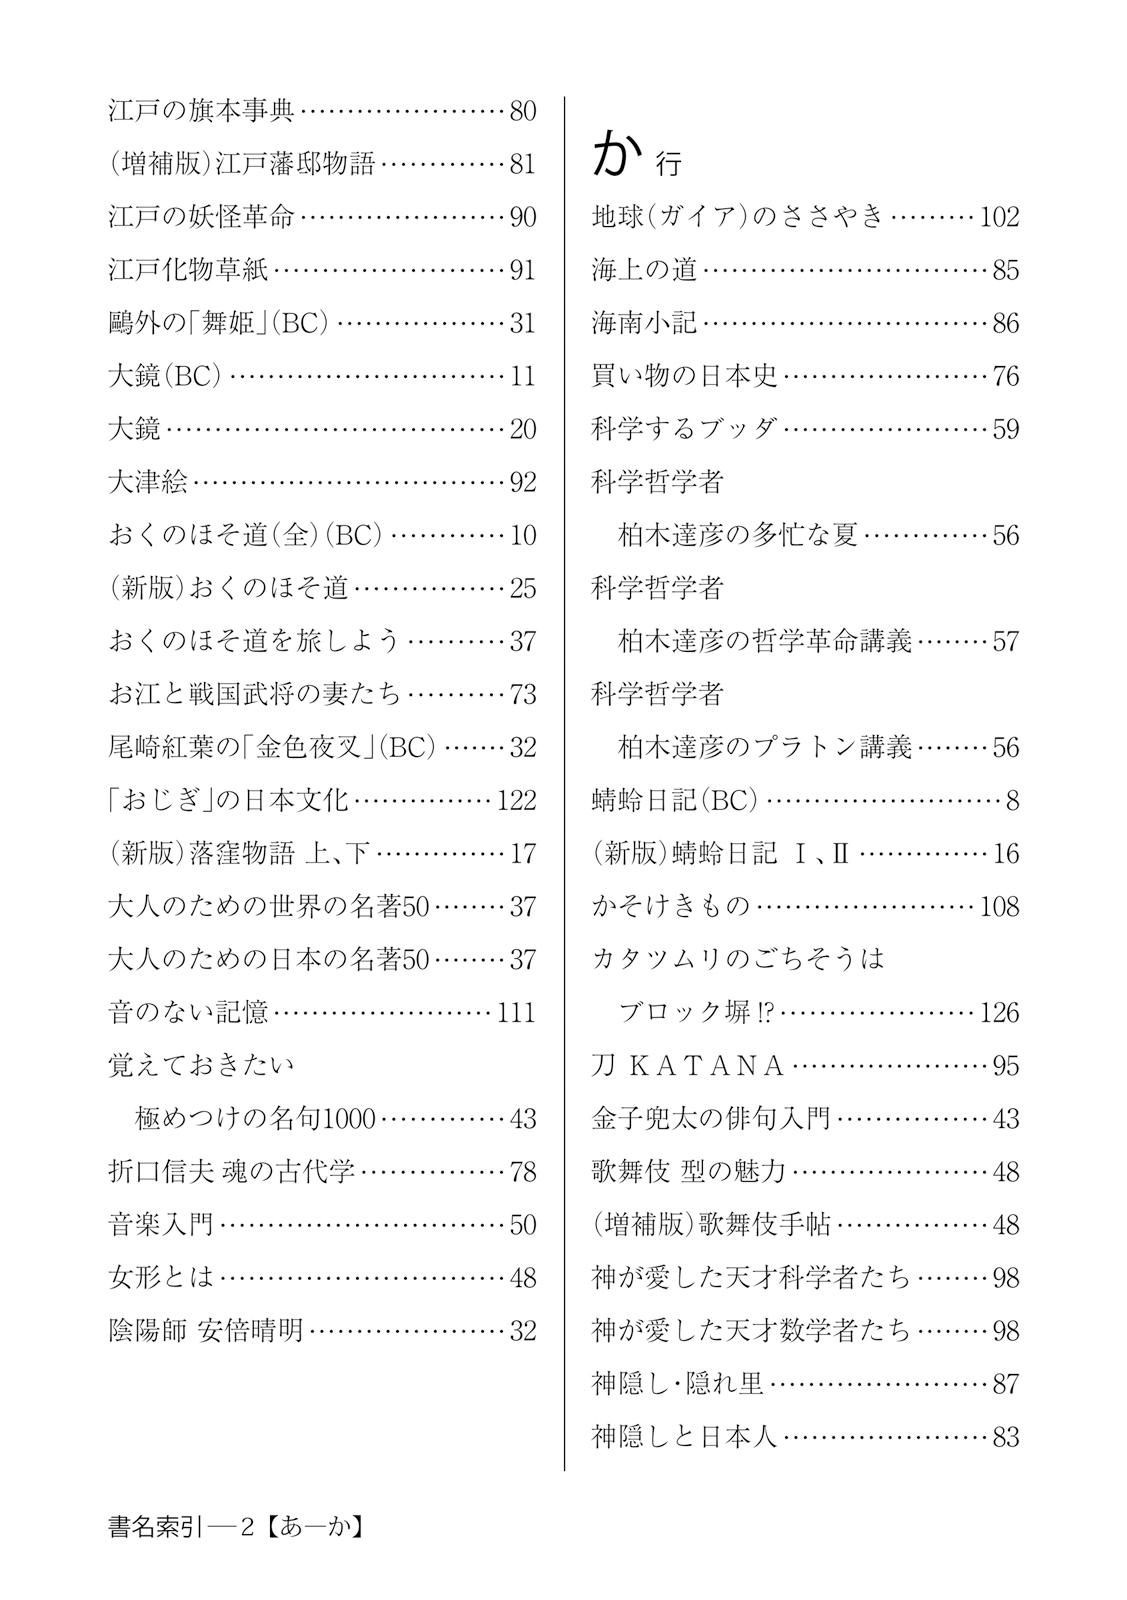 江戸の旗本事典……………………80
（増補版）江戸藩邸物語……………81
江戸の妖怪革命……………………90
江戸化物草紙………………………91
鷗外の「舞姫」（BC）………………31
大鏡（BC）…………………………11
大鏡…………………………………20
大津絵………………………………92
おくのほそ道（全）（BC）…………10
（新版）おくのほそ道………………25
おくのほそ道を旅しよう…………37
お江と戦国武将の妻たち…………73
尾崎紅葉の「金色夜叉」（BC）……32
「おじぎ」の日本文化……………122
（新版）落窪物語 上、下……………17
大人のための世界の名著50………37
大人のための日本の名著50………37
音のない記憶……………………111
覚えておきたい
　極めつけの名句1000……………43
折口信夫 魂の古代学………………78
音楽入門……………………………50
女形とは……………………………48
陰陽師 安倍晴明……………………32
か 行
地球（ガイア）のささやき………102
海上の道……………………………85
海南小記……………………………86
買い物の日本史……………………76
科学するブッダ……………………59
科学哲学者
　柏木達彦の多忙な夏……………56
科学哲学者
　柏木達彦の哲学革命講義………57
科学哲学者
　柏木達彦のプラトン講義………56
蜻蛉日記（BC）………………………8
（新版）蜻蛉日記 Ⅰ、Ⅱ……………16
かそけきもの……………………108
カタツムリのごちそうは
　ブロック塀!?…………………126
刀 ＫＡＴＡＮＡ……………………95
金子兜太の俳句入門………………43
歌舞伎 型の魅力……………………48
（増補版）歌舞伎手帖………………48
神が愛した天才科学者たち………98
神が愛した天才数学者たち………98
神隠し・隠れ里……………………87
神隠しと日本人……………………83
書名索引―2【あ―か】